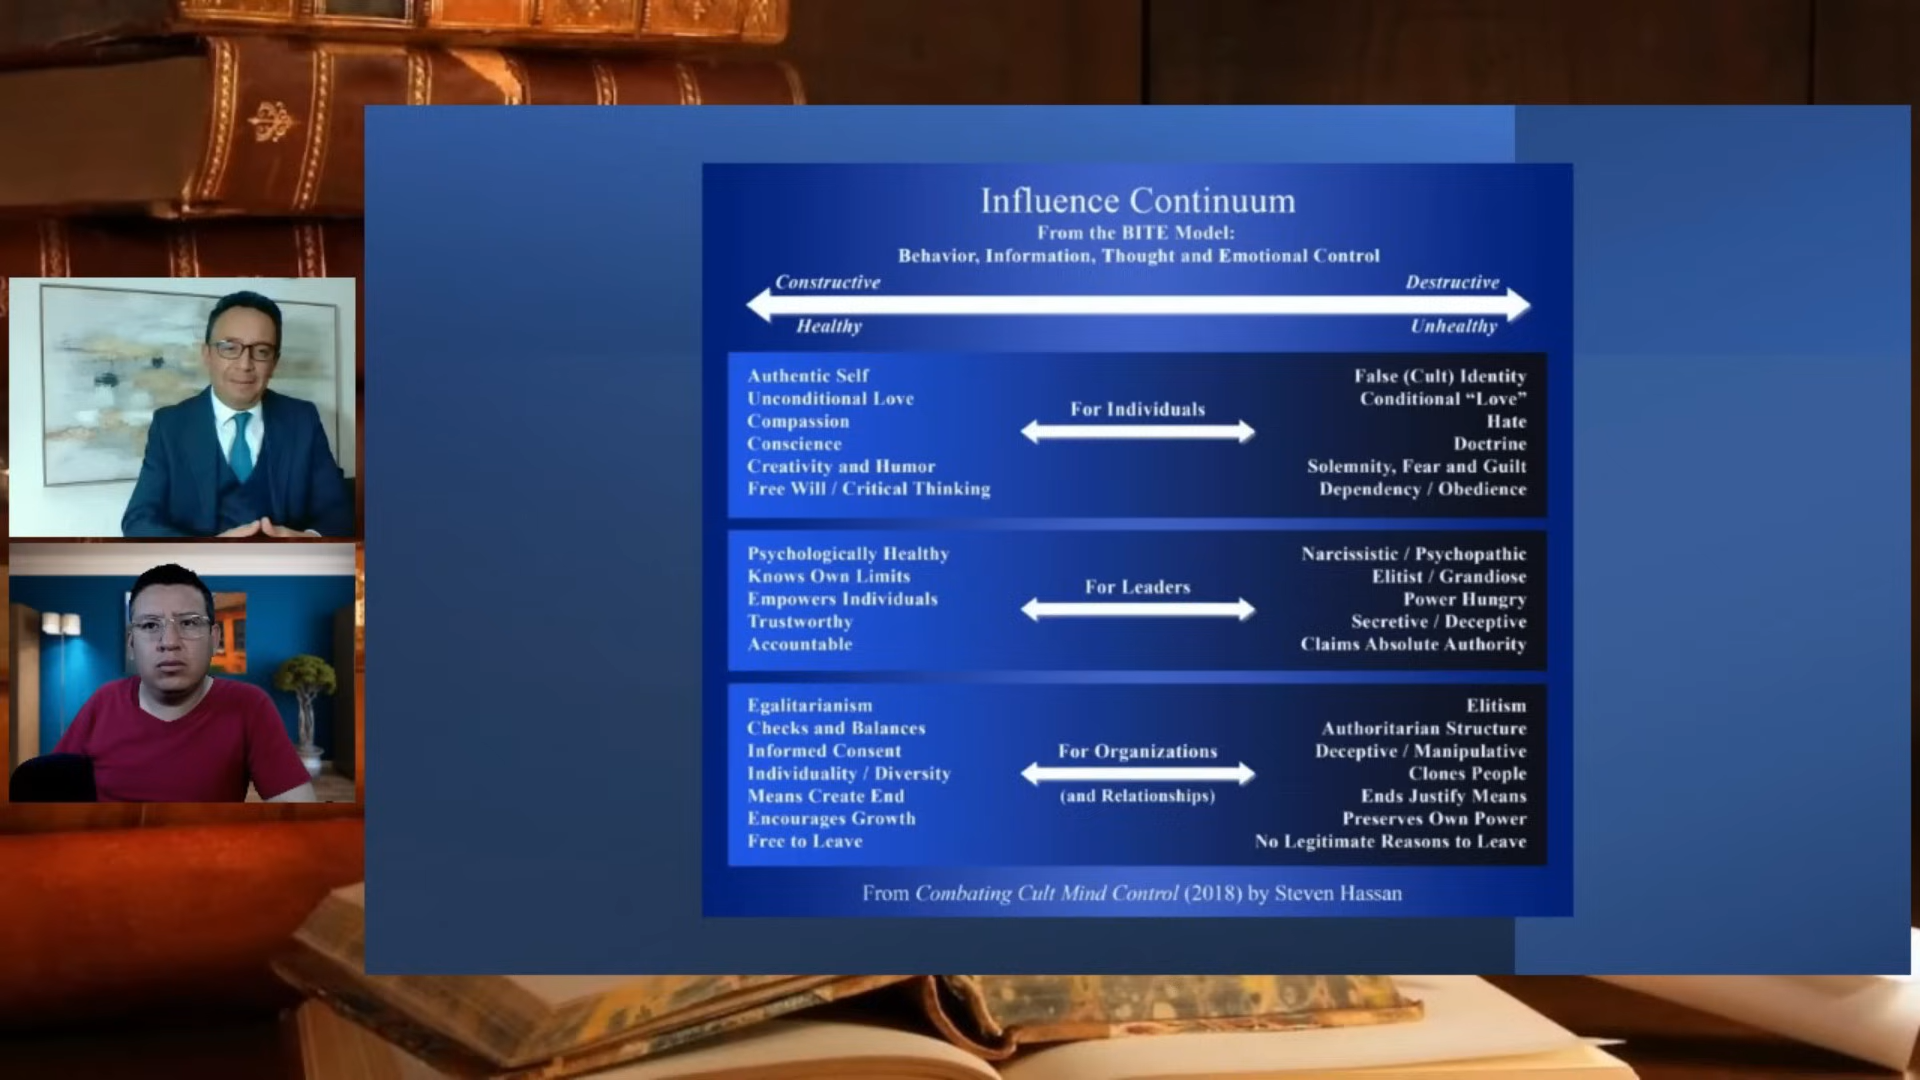 Influence Continuum
From the BITE Model:
Behavior, Information, Thought and Emotional Control
Constructive
Destructive
Healthy
Unhealthy
Authentic Self
Unconditional Love
Compassion
Conscience
Creativity and Humor
Free Will / Critical Thinking
For Individuals
False (Cult) Identity
Conditional “Love”
Hate
Doctrine
Solemnity, Fear and Guilt
Dependency / Obedience
Psychologically Healthy
Knows Own Limits
Empowers Individuals
Trustworthy
Accountable
For Leaders
Narcissistic / Psychopathic
Elitist / Grandiose
Power Hungry
Secretive / Deceptive
Claims Absolute Authority
Egalitarianism
Checks and Balances
Informed Consent
Individuality / Diversity
Means Create End
Encourages Growth
Free to Leave
For Organizations
(and Relationships)
Elitism
Authoritarian Structure
Deceptive / Manipulative
Clones People
Ends Justify Means
Preserves Own Power
No Legitimate Reasons to Leave
From Combating Cult Mind Control (2018) by Steven Hassan